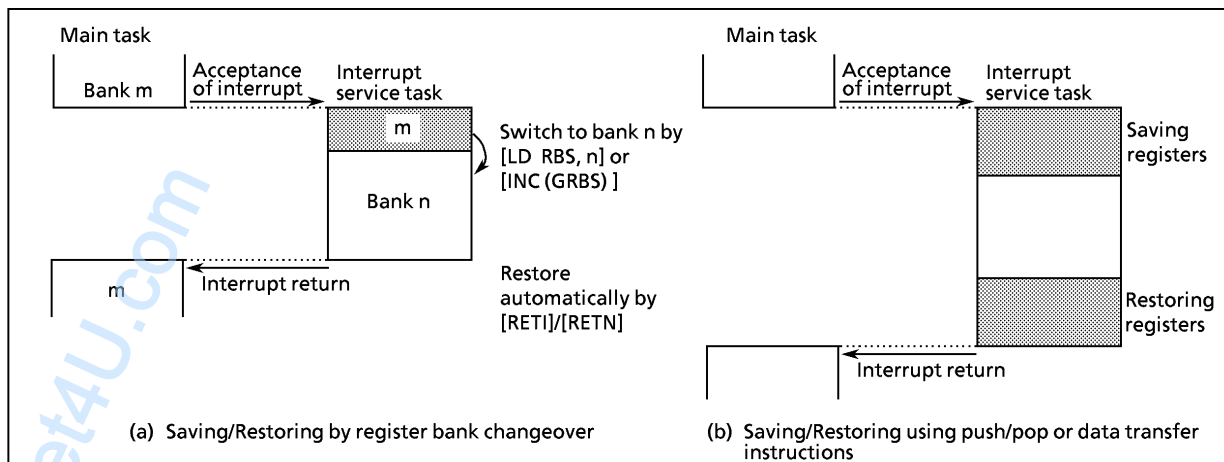 Main task
Bank m
Acceptance
of interrupt
Interrupt
service task
m
Switch to bank n by
[LD RBS, n] or
[INC (GRBS) ]
Bank n
Interrupt return
m
Restore
automatically by
[RETI]/[RETN]
(a) Saving/Restoring by register bank changeover
Main task
Acceptance
of interrupt
Interrupt
service task
Saving
registers
Restoring
registers
Interrupt return
(b) Saving/Restoring using push/pop or data transfer
instructions
et4U.com